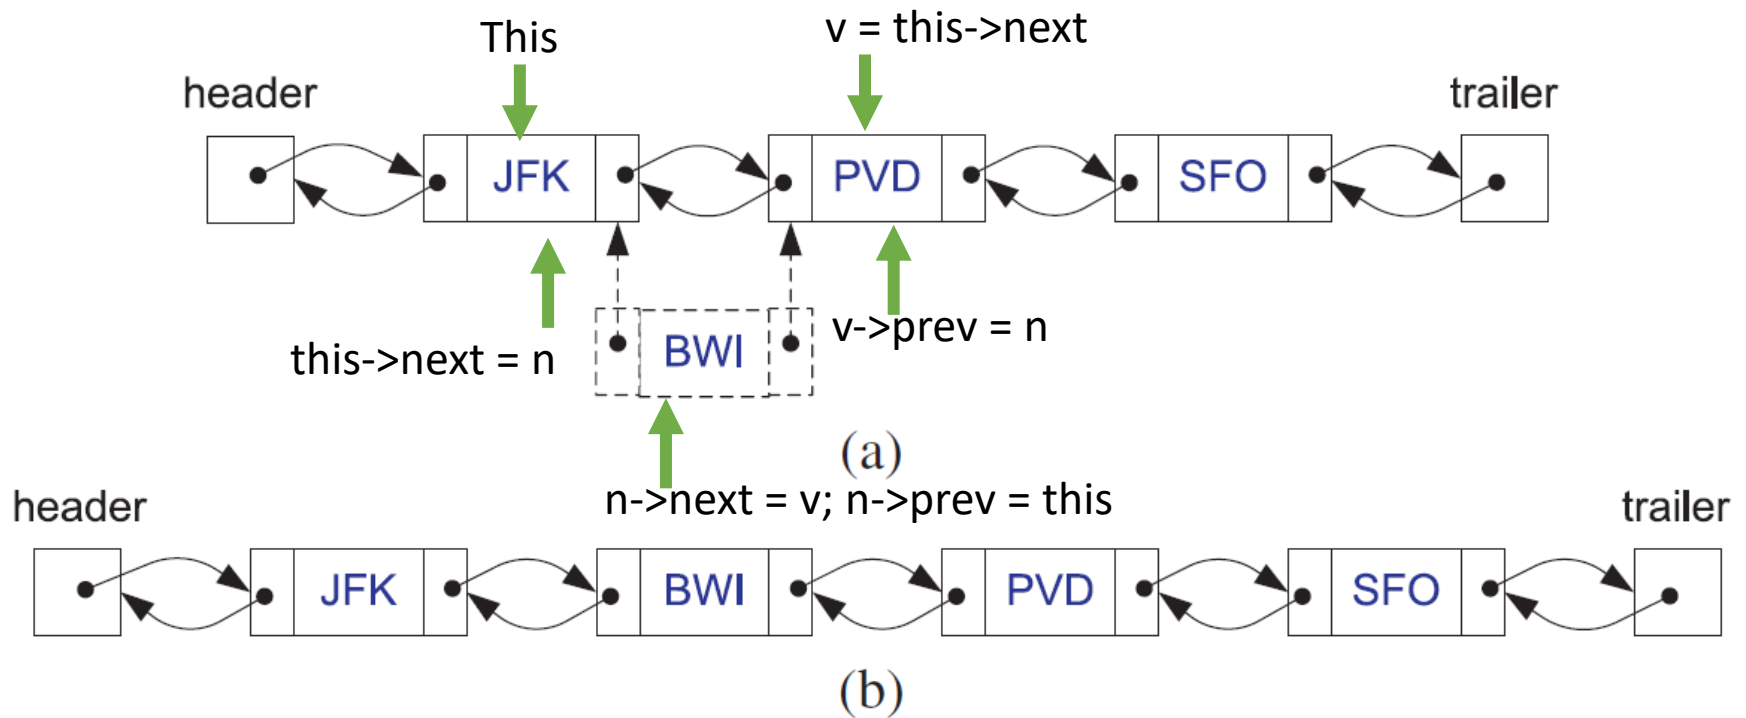 This
v = this->next
header
trailer
JFK
PVD
SFO
this->next = n
BWI
v->prev = n
(a)
n->next = v; n->prev = this
header
trailer
JFK
BWI
PVD
SFO
(b)